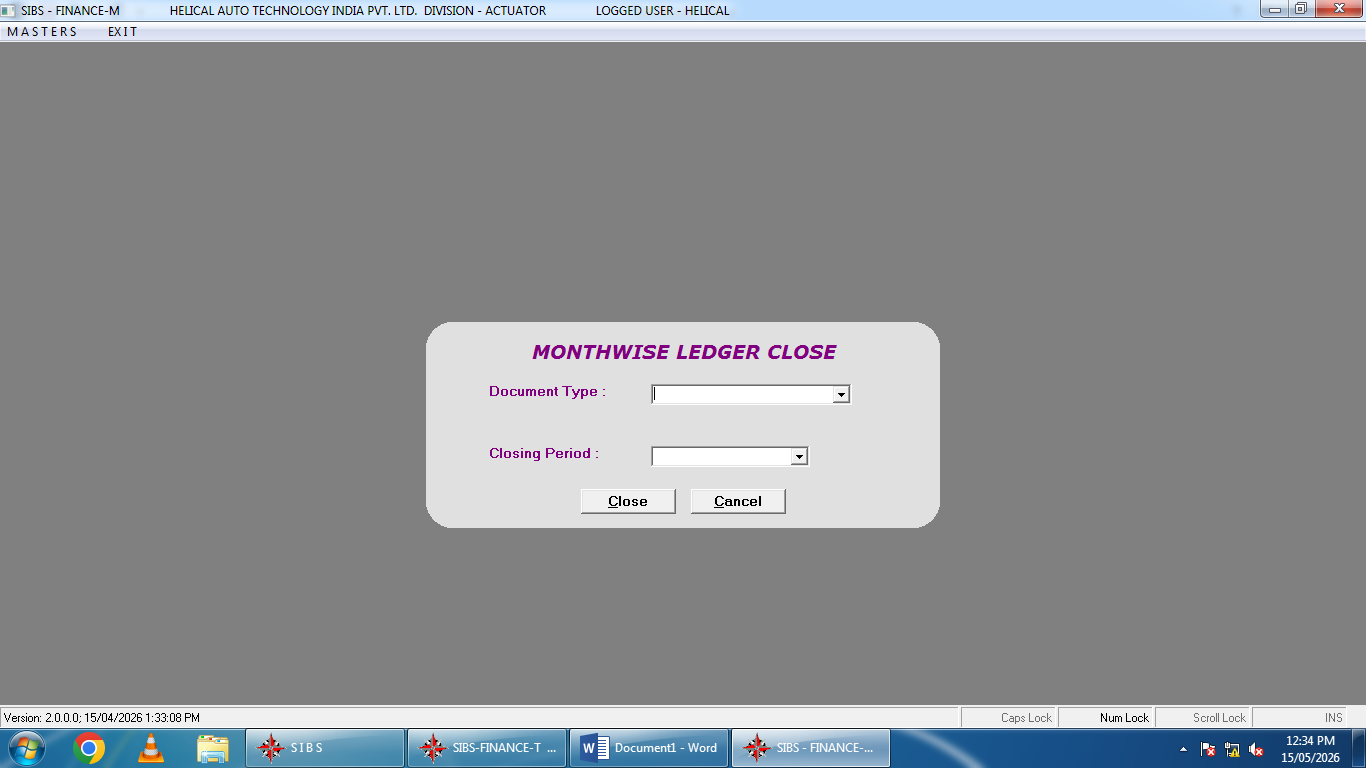 SIBS - FINANCE-M HELICAL AUTO TECHNOLOGY INDIA PVT. LTD. DIVISION - ACTUATOR LOGGED USER - HELICAL
MASTERS EXIT
MONTHWISE LEDGER CLOSE
Document Type :
Closing Period :
Close Cancel
Version: 2.0.0.0; 15/04/2026 1:33:08 PM Caps Lock Num Lock Scroll Lock INS
S I B S SIBS-FINANCE-T ... Document1 - Word SIBS - FINANCE-... 12:34 PM
15/05/2026